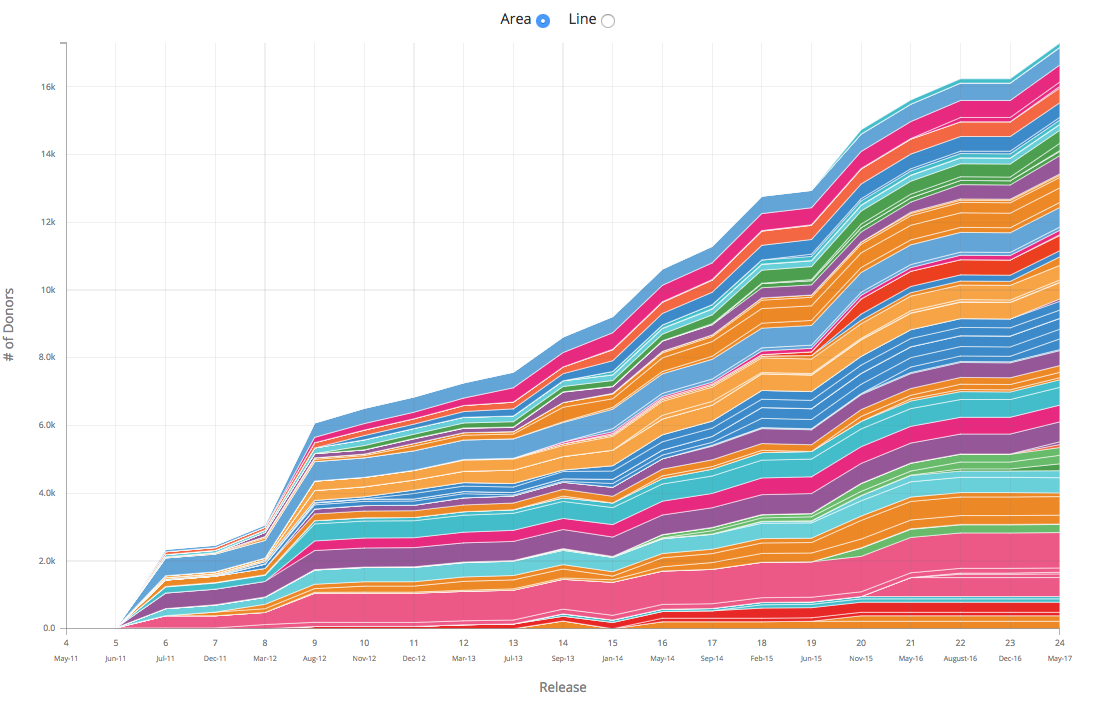 Area Line
16k
14k
12k
10k
8.0k
6.0k
4.0k
2.0k
0.0
# of Donors
4 5 6 7 8 9 10 11 12 13 14 15 16 17 18 19 20 21 22 23 24
May-11 Jun-11 Jul-11 Dec-11 Mar-12 Aug-12 Nov-12 Dec-12 Mar-13 Jul-13 Sep-13 Jan-14 May-14 Sep-14 Feb-15 Jun-15 Nov-15 May-16 August-16 Dec-16 May-17
Release